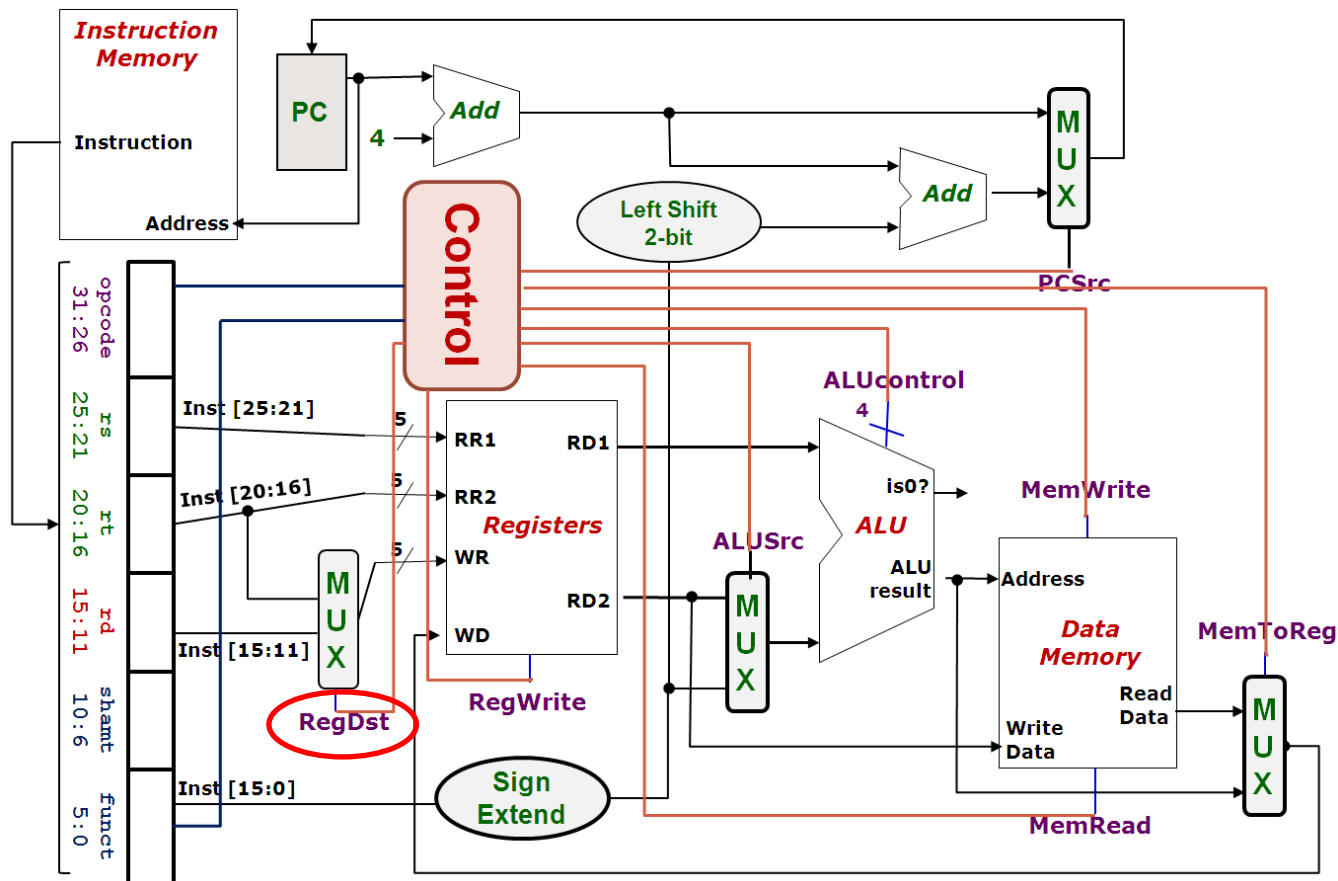 Instruction
Memory
Instruction
Address
PC
4
Add
Add
M
U
X
PCSrc
Left Shift
2-bit
Control
opcode
31:26
rs
25:21
rt
20:16
rd
15:11
shamt
10:6
funct
5:0
Inst [25:21]
5
Inst [20:16]
5
5
M
U
X
Inst [15:11]
RegDst
Inst [15:0]
RR1
RR2
WR
WD
RD1
RD2
Registers
RegWrite
Sign
Extend
ALUSrc
M
U
X
ALUcontrol
4
is0?
ALU
ALU
result
MemWrite
Address
Data
Memory
Read
Data
Write
Data
MemRead
MemToReg
M
U
X